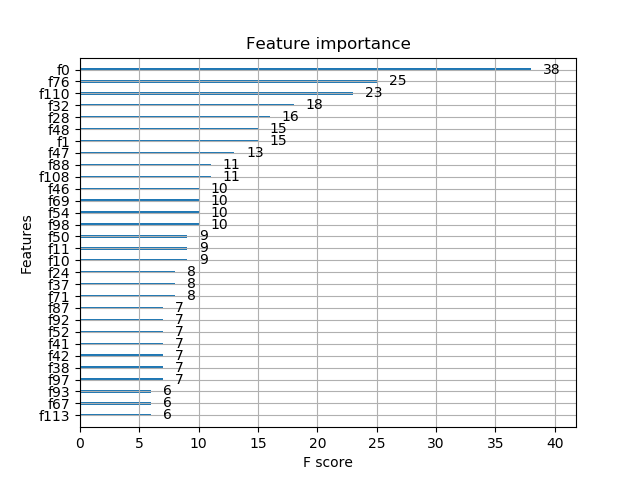 Feature importance
f0 38
f76 25
f110 23
f32 18
f28 16
f48 15
f1 15
f47 13
f88 11
f108 11
f46 10
f69 10
f54 10
f98 10
f50 9
f11 9
f10 9
f24 8
f37 8
f71 8
f87 7
f92 7
f52 7
f41 7
f42 7
f38 7
f97 7
f93 6
f67 6
f113 6
Features
0 5 10 15 20 25 30 35 40
F score